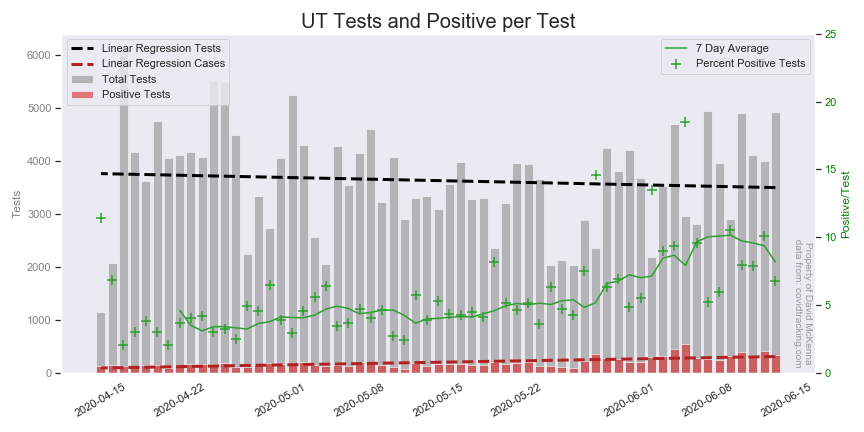 UT Tests and Positive per Test
Linear Regression Tests
Linear Regression Cases
Total Tests
Positive Tests
7 Day Average
Percent Positive Tests
Tests
6000
5000
4000
3000
2000
1000
0
25
20
15
10
5
0
Positive/Test
Property of David McKenna
data from: covidtracking.com
2020-04-15
2020-04-22
2020-05-01
2020-05-08
2020-05-15
2020-05-22
2020-06-01
2020-06-08
2020-06-15